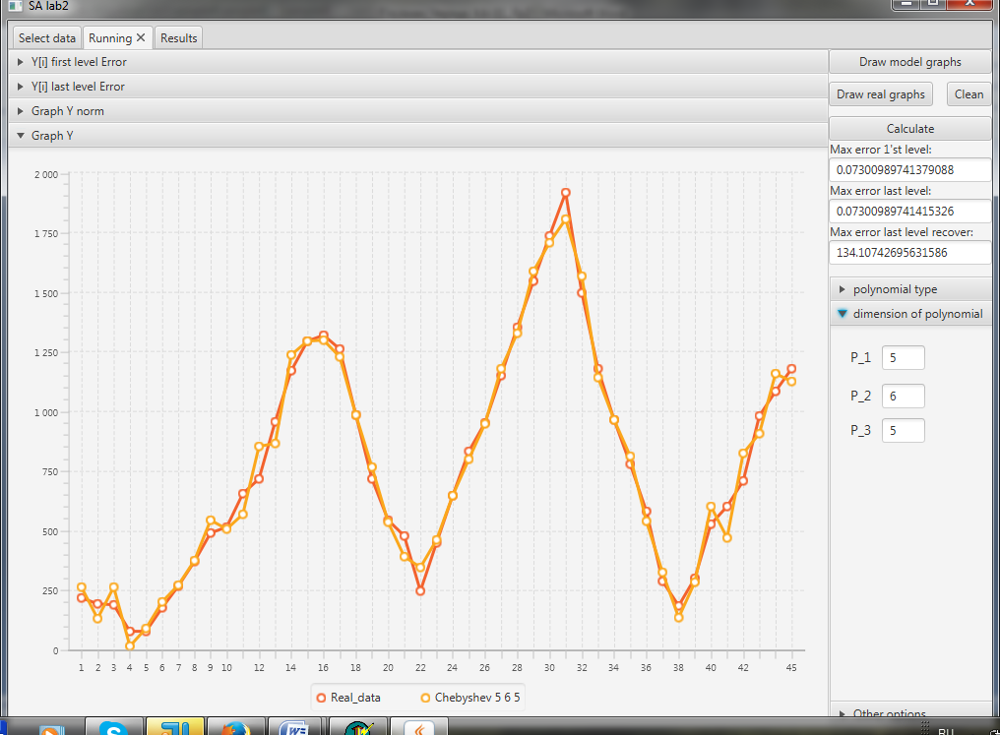 SA lab2
Select data Running Results
Y[i] first level Error
Y[i] last level Error
Graph Y norm
Graph Y
2 000
1 750
1 500
1 250
1 000
750
500
250
0
1 2 3 4 5 6 7 8 9 10 12 14 16 18 20 22 24 26 28 30 32 34 36 38 40 42 45
Real_data Chebyshev 5 6 5
Draw model graphs
Draw real graphs Clean
Calculate
Max error 1'st level:
0.07300989741379088
Max error last level:
0.07300989741415326
Max error last level recover:
134.10742695631586
polynomial type
dimension of polynomial
P_1 5
P_2 6
P_3 5
Other options
RU